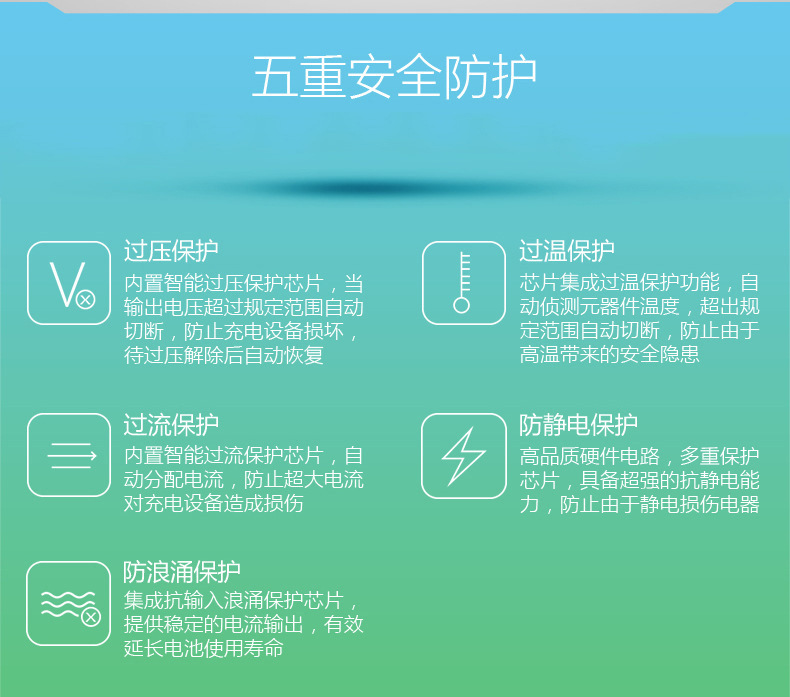 五重安全防护
过压保护
内置智能过压保护芯片，当
输出电压超过规定范围自动
切断，防止充电设备损坏，
待过压解除后自动恢复
过温保护
芯片集成过温保护功能，自
动侦测元器件温度，超出规
定范围自动切断，防止由于
高温带来的安全隐患
过流保护
内置智能过流保护芯片，自
动分配电流，防止超大电流
对充电设备造成损伤
防静电保护
高品质硬件电路，多重保护
芯片，具备超强的抗静电能
力，防止由于静电损伤电器
防浪涌保护
集成抗输入浪涌保护芯片，
提供稳定的电流输出，有效
延长电池使用寿命